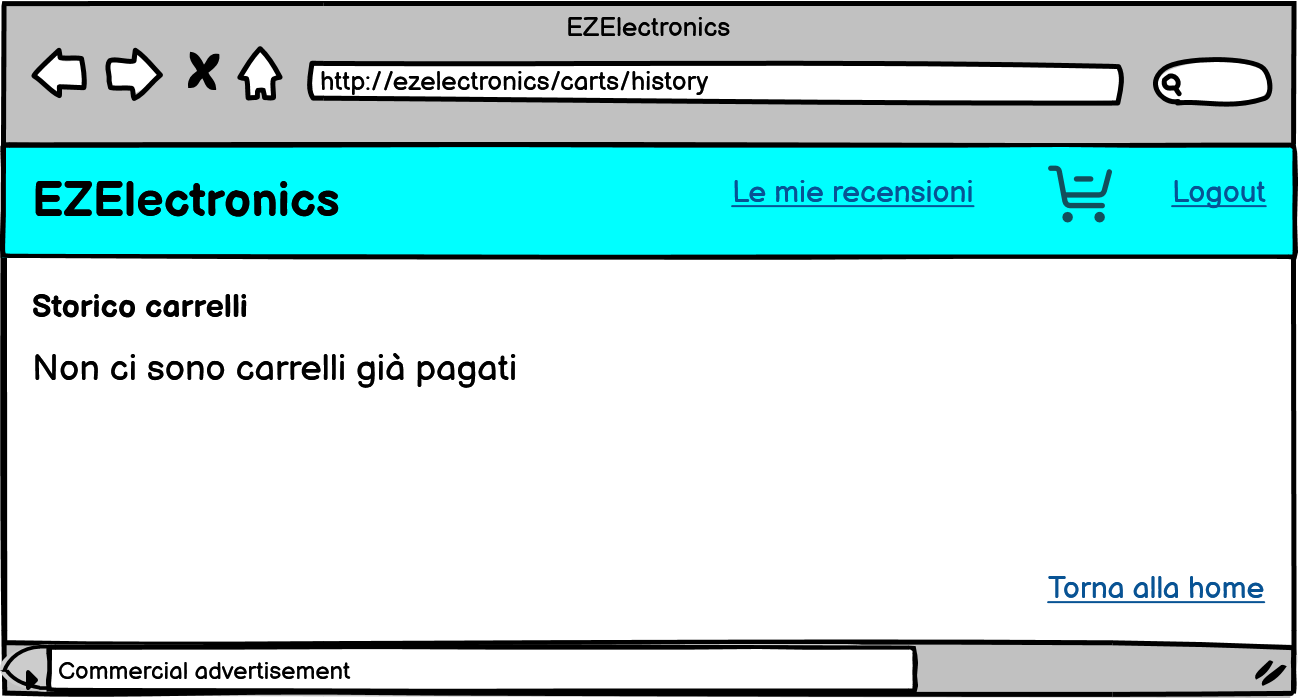 EZElectronics
http://ezelectronics/carts/history
EZElectronics
Le mie recensioni
Logout
Storico carrelli
Non ci sono carrelli già pagati
Torna alla home
Commercial advertisement